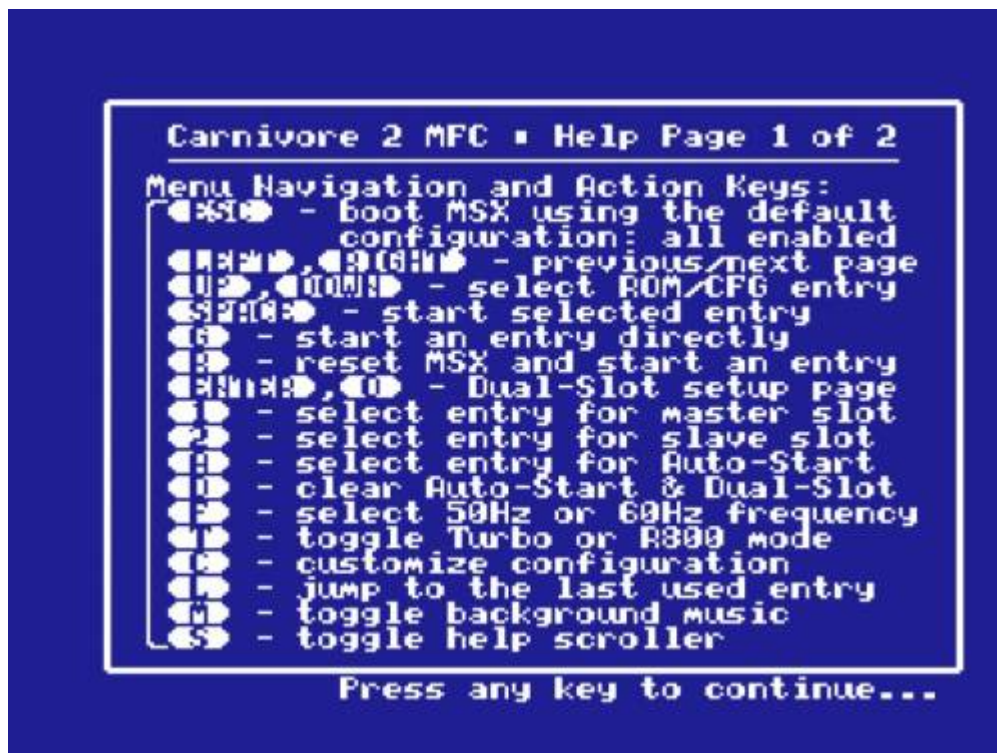 Carnivore 2 MFC ▪ Help Page 1 of 2
Menu Navigation and Action Keys:
ESC - boot MSX using the default
configuration: all enabled
LEFT,RIGHT - previous/next page
UP,DOWN - select ROM/CFG entry
SPACE - start selected entry
G - start an entry directly
R - reset MSX and start an entry
ENTER,O - Dual-Slot setup page
1 - select entry for master slot
2 - select entry for slave slot
A - select entry for Auto-Start
D - clear Auto-Start & Dual-Slot
F - select 50Hz or 60Hz frequency
T - toggle Turbo or R800 mode
C - customize configuration
L - jump to the last used entry
M - toggle background music
S - toggle help scroller
Press any key to continue...